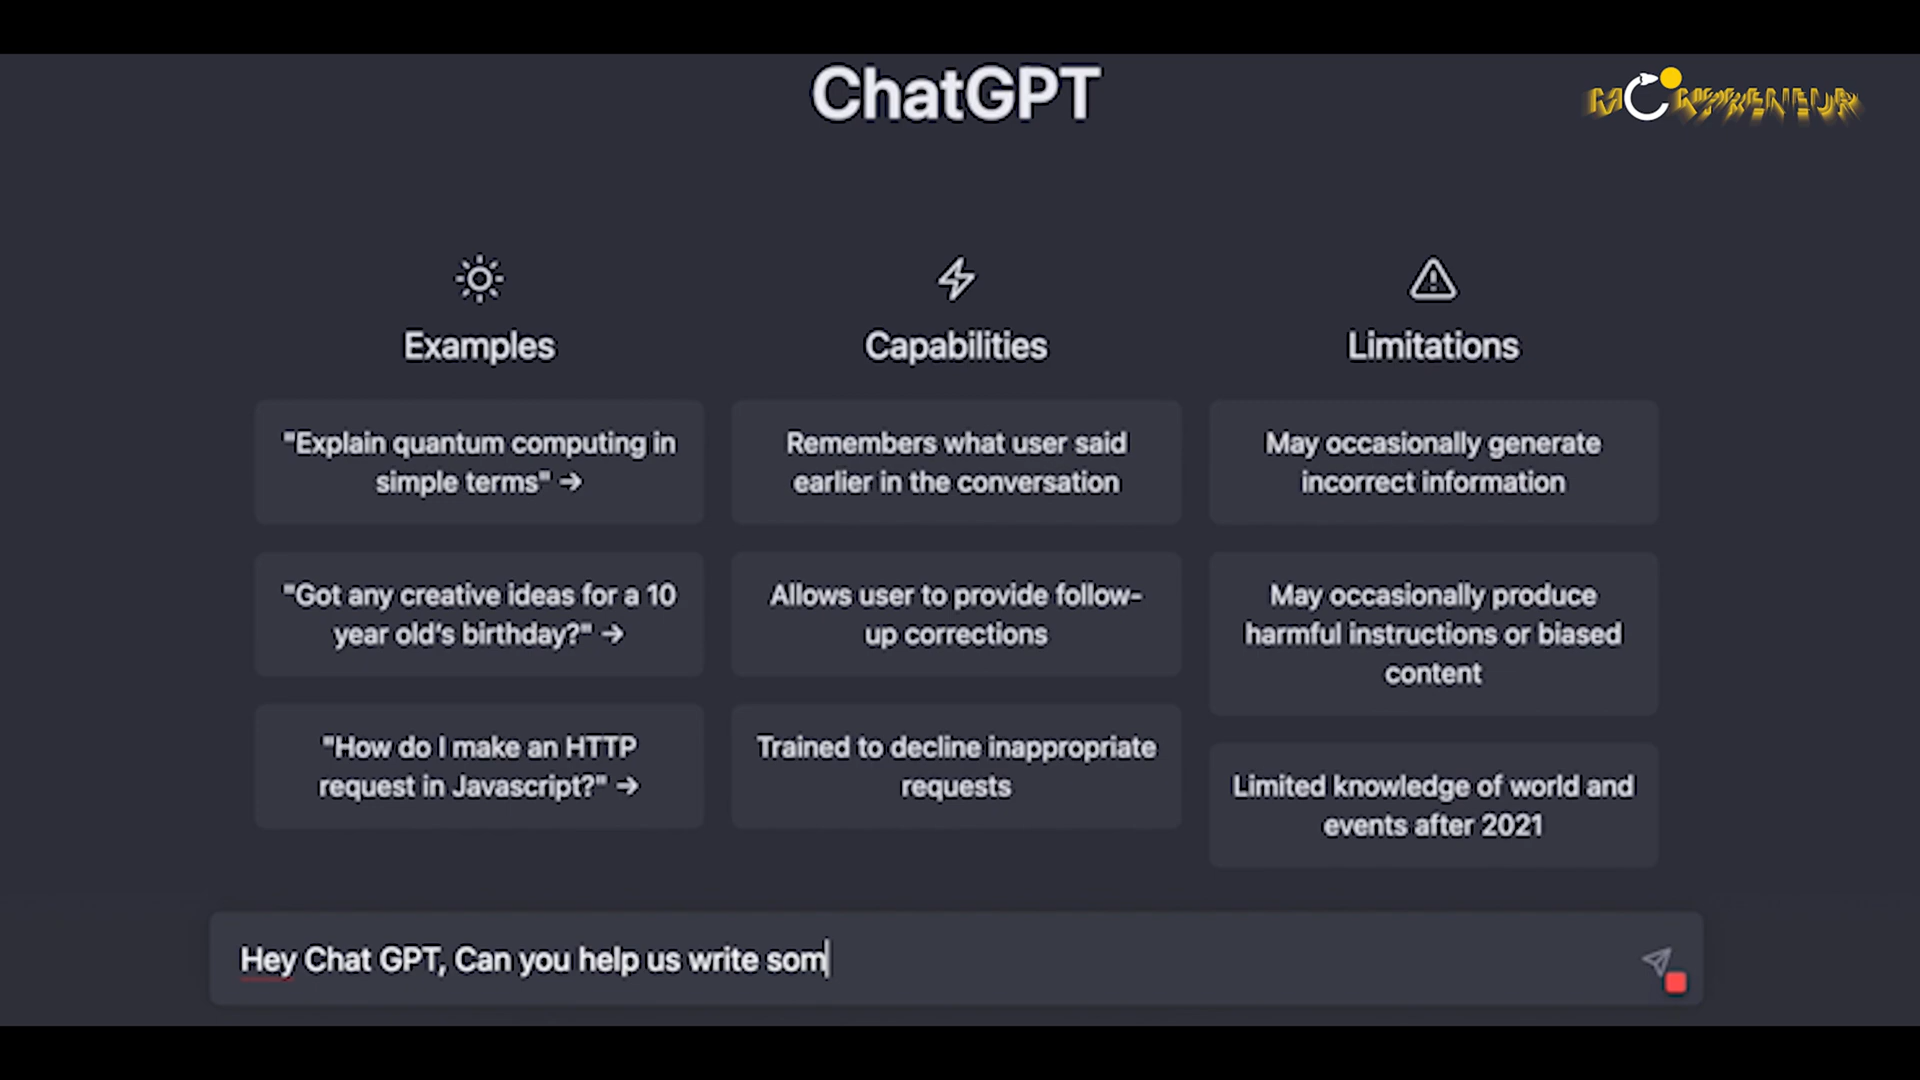 ChatGPT
Examples
"Explain quantum computing in
simple terms" →
"Got any creative ideas for a 10
year old's birthday?" →
"How do I make an HTTP
request in Javascript?" →
Capabilities
Remembers what user said
earlier in the conversation
Allows user to provide follow-
up corrections
Trained to decline inappropriate
requests
Limitations
May occasionally generate
incorrect information
May occasionally produce
harmful instructions or biased
content
Limited knowledge of world and
events after 2021
Hey Chat GPT, Can you help us write som